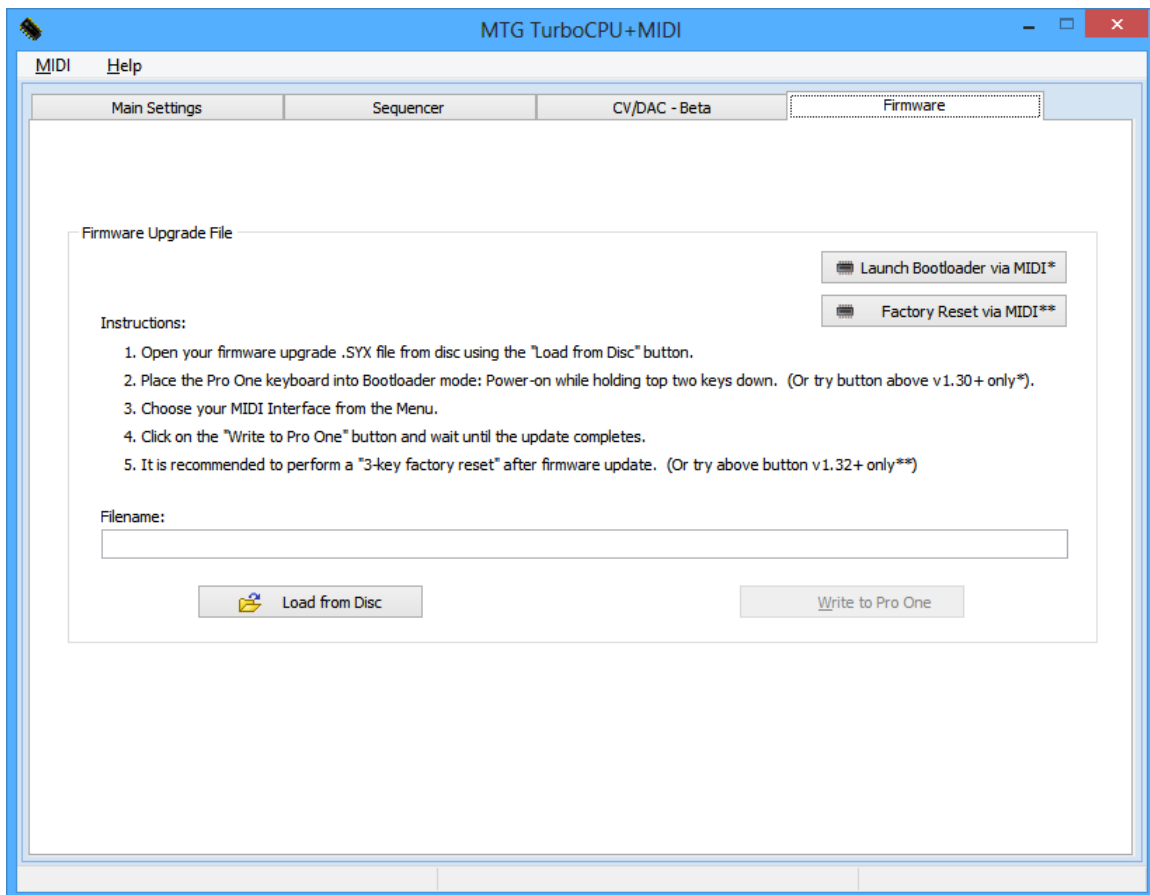 MTG TurboCPU+MIDI
MIDI Help
Main Settings Sequencer CV/DAC - Beta Firmware
Firmware Upgrade File
Launch Bootloader via MIDI*
Factory Reset via MIDI**
Instructions:
1. Open your firmware upgrade .SYX file from disc using the "Load from Disc" button.
2. Place the Pro One keyboard into Bootloader mode: Power-on while holding top two keys down. (Or try button above v1.30+ only*).
3. Choose your MIDI Interface from the Menu.
4. Click on the "Write to Pro One" button and wait until the update completes.
5. It is recommended to perform a "3-key factory reset" after firmware update. (Or try above button v1.32+ only**)
Filename:
Load from Disc Write to Pro One